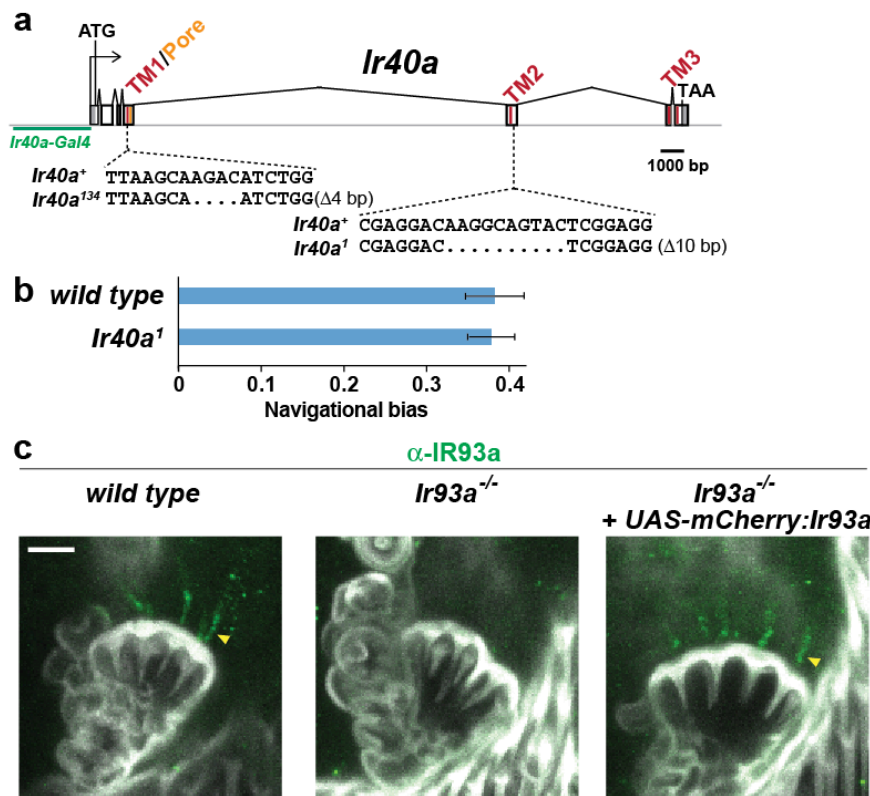 a
ATG
TM1/Pore
Ir40a
TM2
TM3
TAA
Ir40a-Gal4
1000 bp
Ir40a+ TTAAGCAAGACATCTGG
Ir40a134 TTAAGCA....ATCTGG(Δ4 bp)
Ir40a+ CGAGGACAAGGCAGTACTCGGAGG
Ir40a1 CGAGGAC..........TCGGAGG (Δ10 bp)
b
wild type
Ir40a1
0 0.1 0.2 0.3 0.4
Navigational bias
c
α-IR93a
wild type Ir93a-/- Ir93a-/-
+ UAS-mCherry:Ir93a